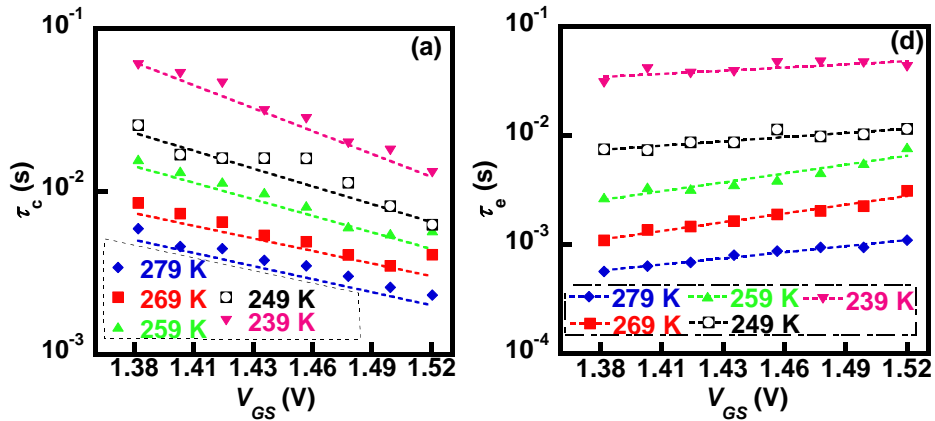 10⁻¹
(a)
10⁻²
τc (s)
10⁻³
279 K
269 K
259 K
249 K
239 K
1.38 1.41 1.43 1.46 1.49 1.52
VGS (V)
10⁻¹
(d)
10⁻²
τe (s)
10⁻³
279 K 259 K 239 K
269 K 249 K
10⁻⁴
1.38 1.41 1.43 1.46 1.49 1.52
VGS (V)